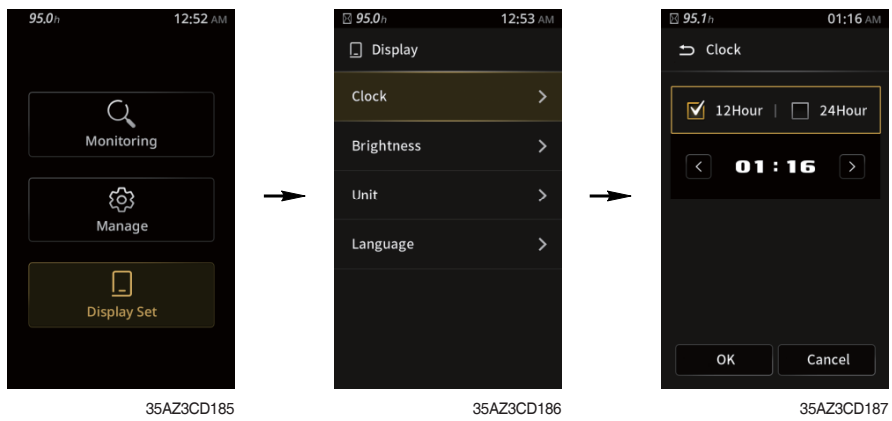 95.0h 12:52 AM
Monitoring
Manage
Display Set
35AZ3CD185
95.0h 12:53 AM
Display
Clock
Brightness
Unit
Language
35AZ3CD186
95.1h 01:16 AM
Clock
12Hour | 24Hour
01:16
OK Cancel
35AZ3CD187